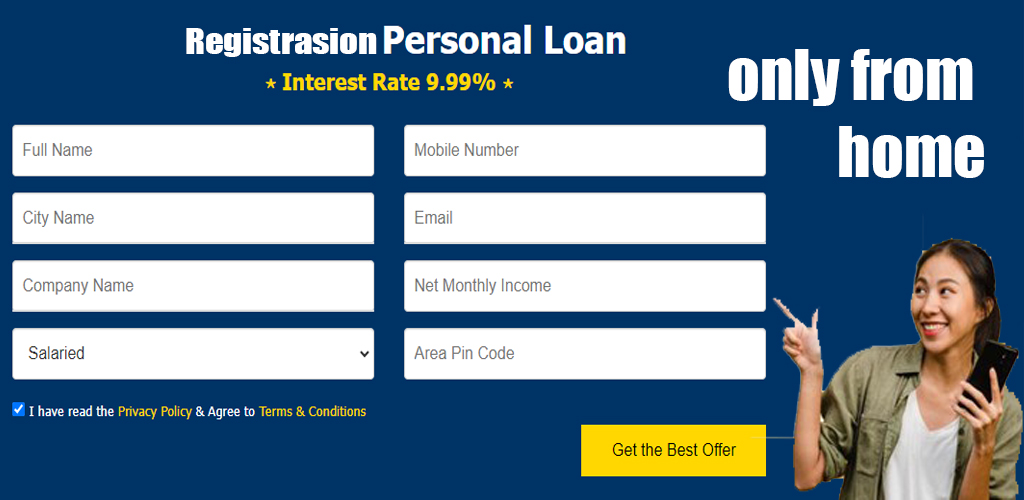 Registrasion Personal Loan
* Interest Rate 9.99% *
only from
home
Full Name
Mobile Number
City Name
Email
Company Name
Net Monthly Income
Salaried
Area Pin Code
I have read the Privacy Policy & Agree to Terms & Conditions
Get the Best Offer